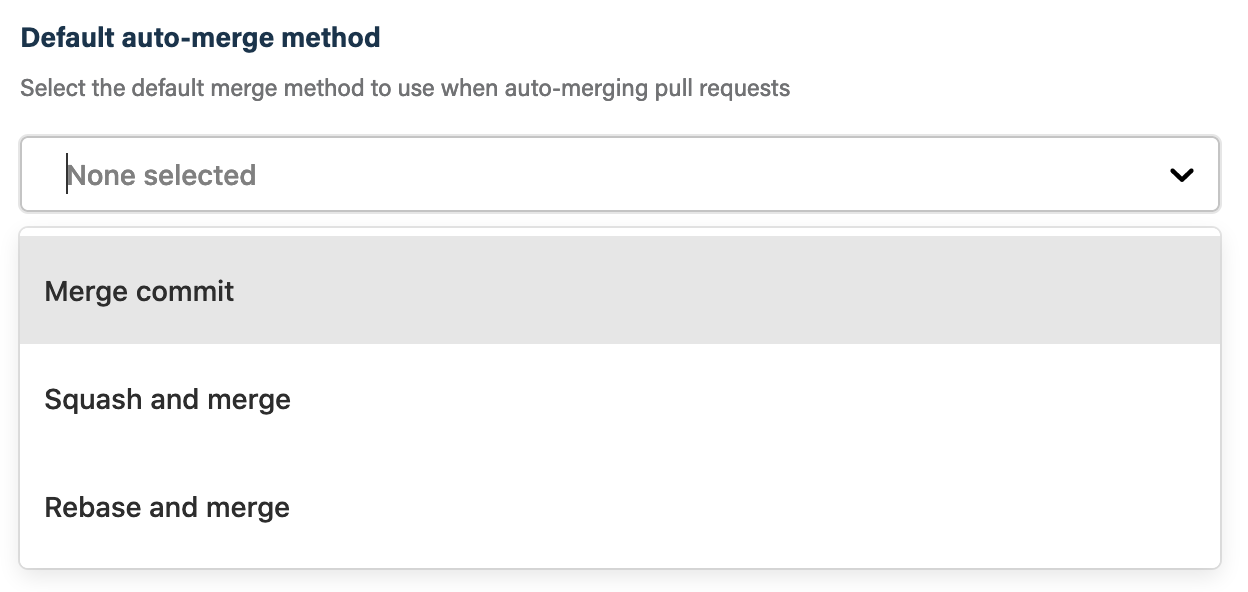 Default auto-merge method
Select the default merge method to use when auto-merging pull requests
None selected
Merge commit
Squash and merge
Rebase and merge